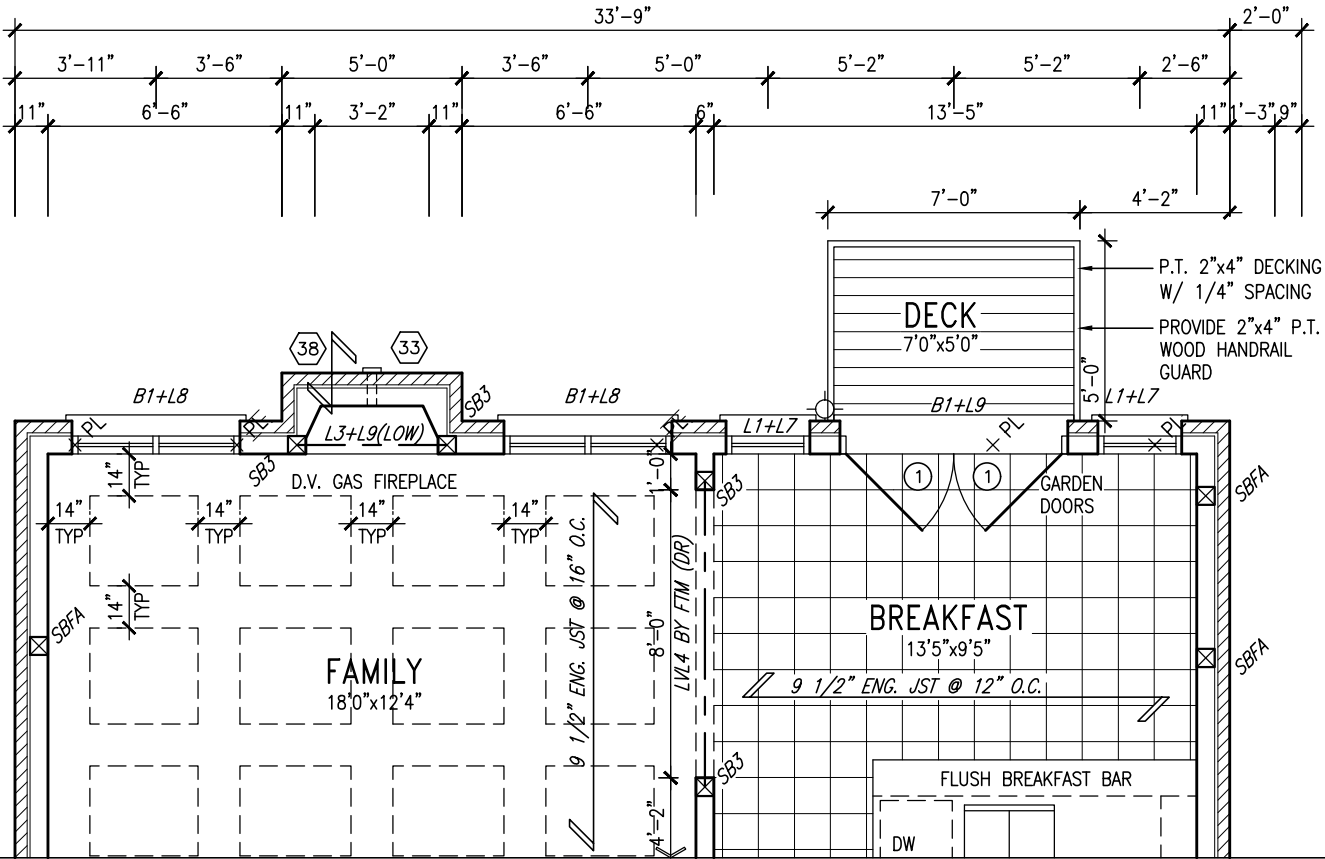 33'-9"
2'-0"
3'-11"
3'-6"
5'-0"
3'-6"
5'-0"
5'-2"
5'-2"
2'-6"
11"
6'-6"
11"
3'-2"
11"
6'-6"
6"
13'-5"
11"
1'-3"
9"
7'-0"
4'-2"
P.T. 2"x4" DECKING
W/ 1/4" SPACING
DECK
7'0"x5'0"
PROVIDE 2"x4" P.T.
WOOD HANDRAIL
GUARD
38
33
5'-0"
B1+L8
SB3
B1+L8
B1+L9
L1+L7
PL
PL
L3+L9(LOW)
PL
L1+L7
PL
PL
14"
TYP
SB3
D.V. GAS FIREPLACE
1'-0"
SB3
1
1
GARDEN
DOORS
SBFA
14"
TYP
14"
TYP
14"
TYP
14"
TYP
9 1/2" ENG. JST @ 16" O.C.
LVL4 BY FTM (DR)
14"
TYP
SBFA
8'-0"
BREAKFAST
13'5"x9'5"
SBFA
FAMILY
18'0"x12'4"
9 1/2" ENG. JST @ 12" O.C.
SB3
FLUSH BREAKFAST BAR
4'-2"
DW